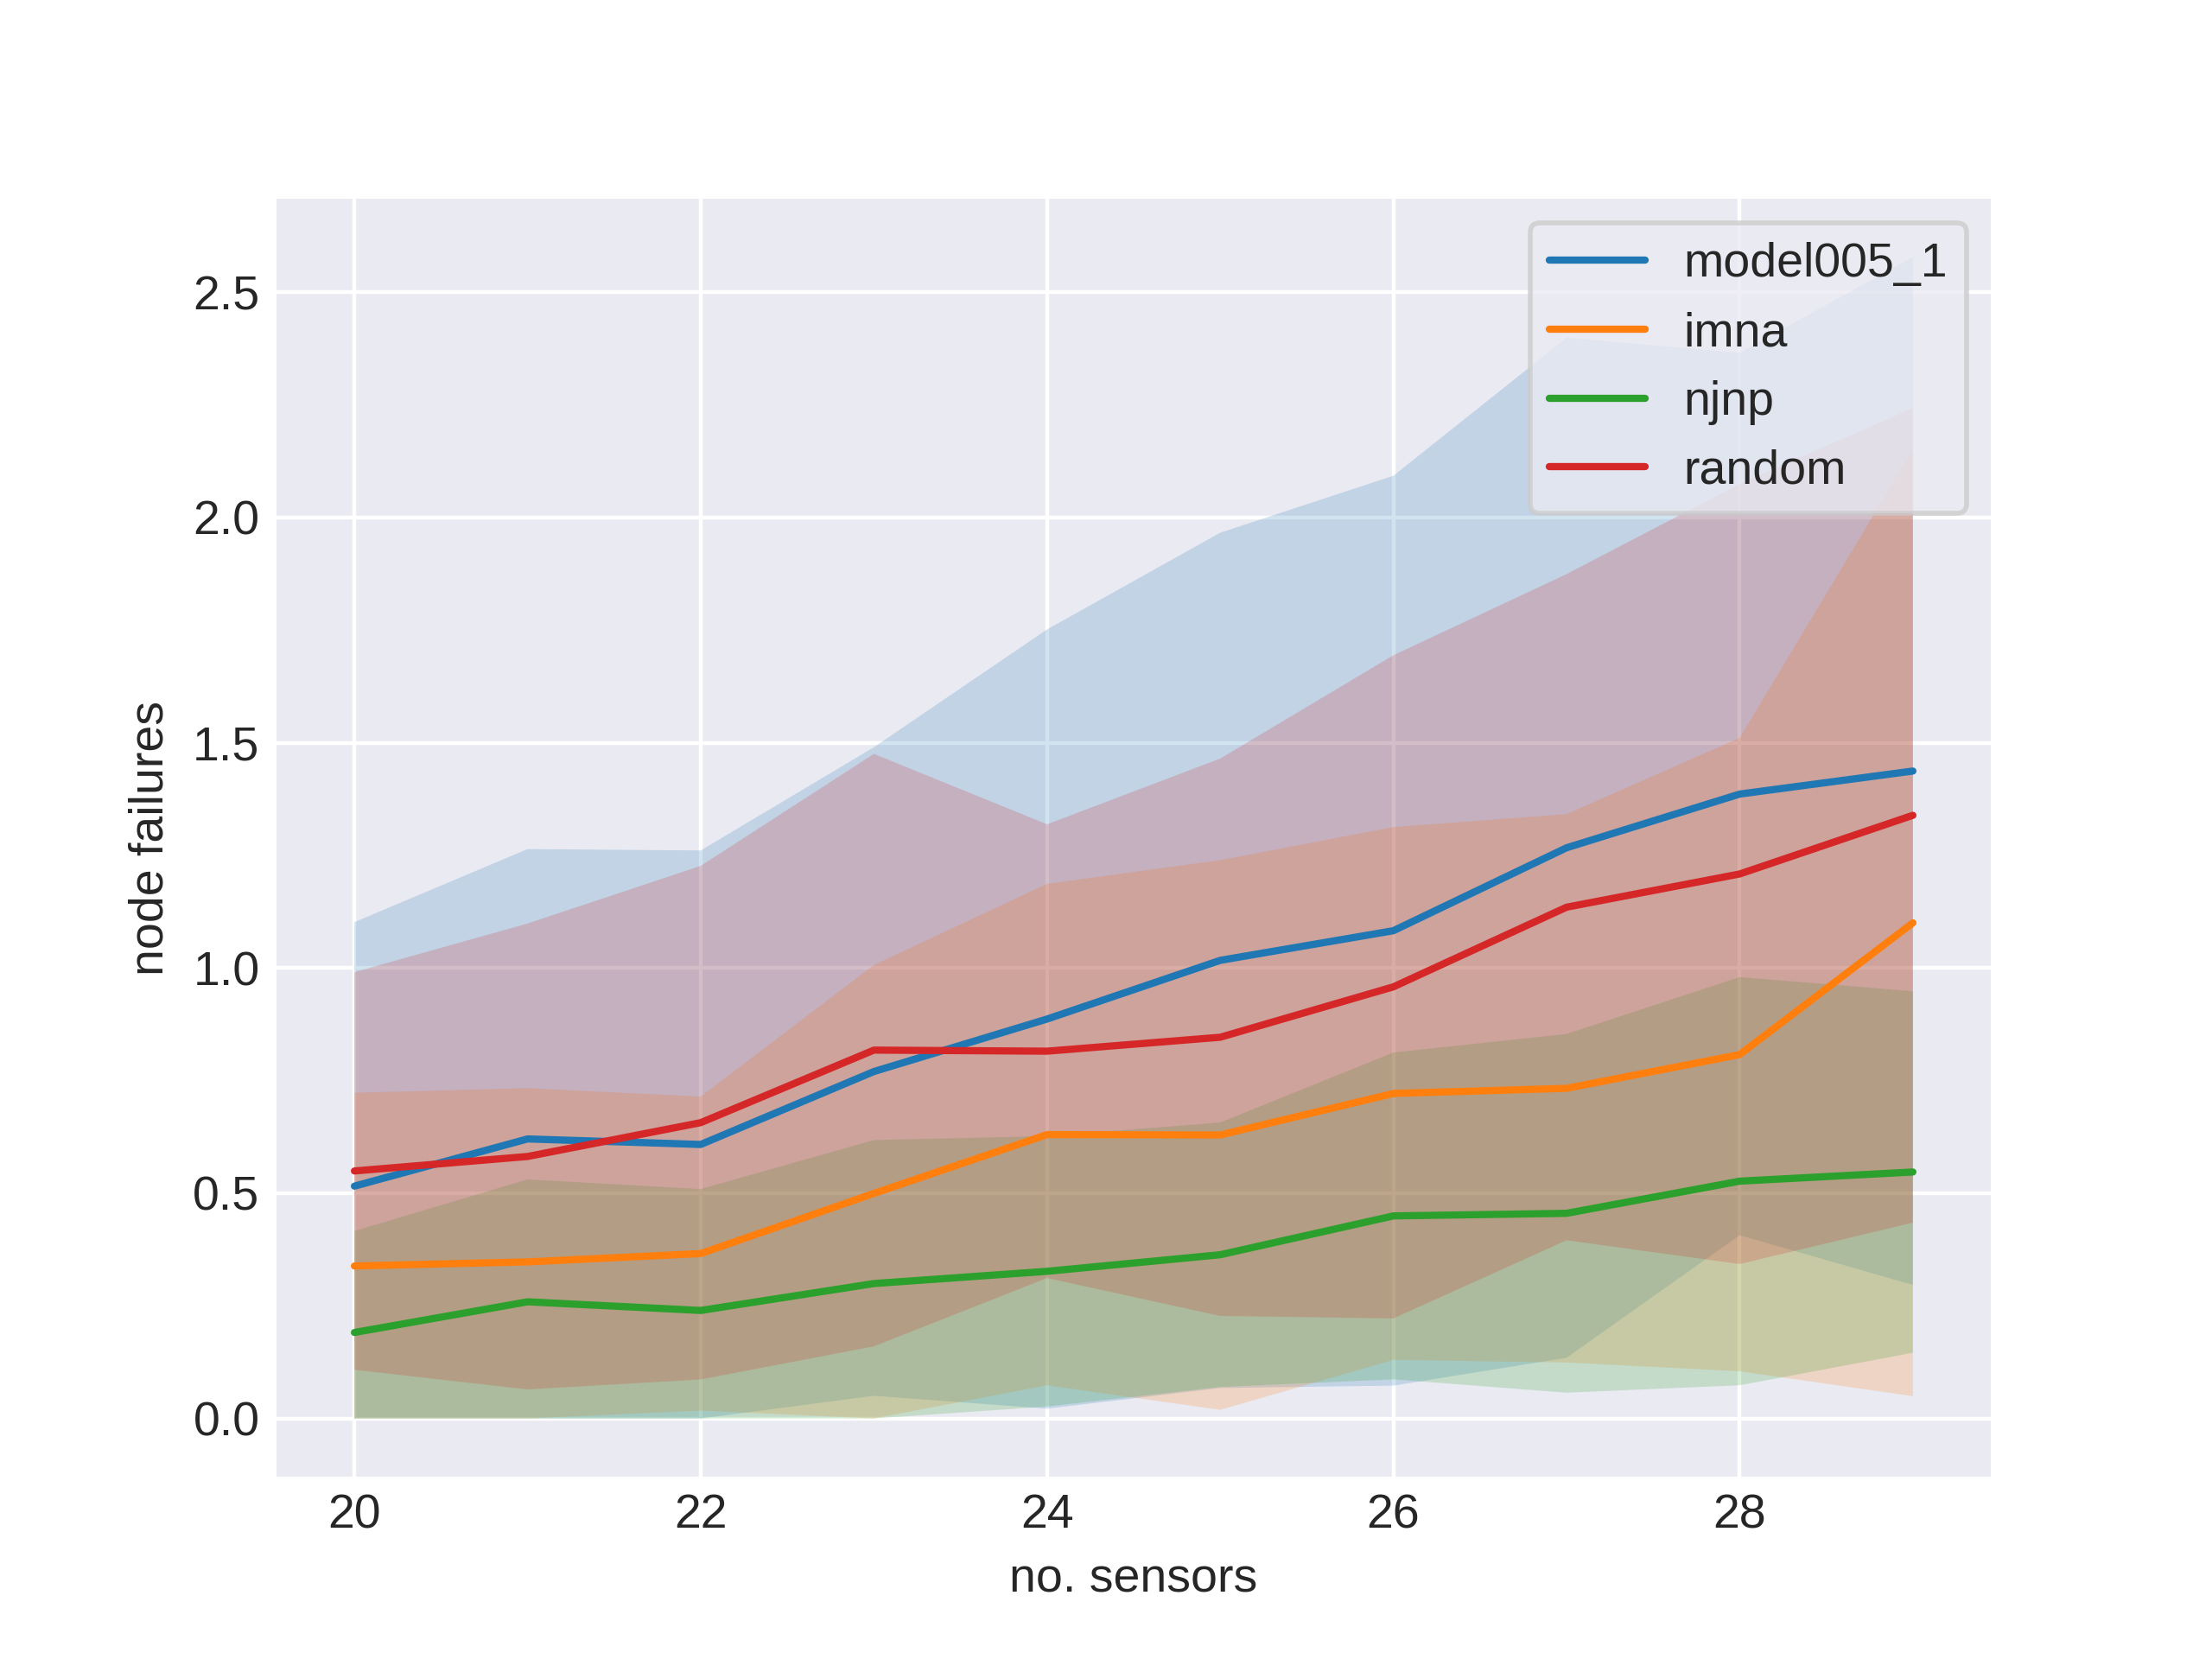 model005_1
imna
njnp
random
node failures
2.5
2.0
1.5
1.0
0.5
0.0
20 22 24 26 28
no. sensors